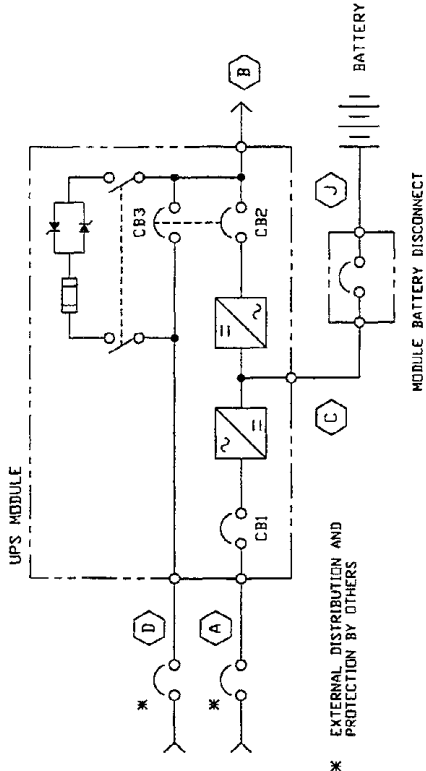 UPS MODULE
CB3
CB2
CB1
B
D
A
C
J
BATTERY
MODULE BATTERY DISCONNECT
*
*
* EXTERNAL DISTRIBUTION AND
PROTECTION BY OTHERS